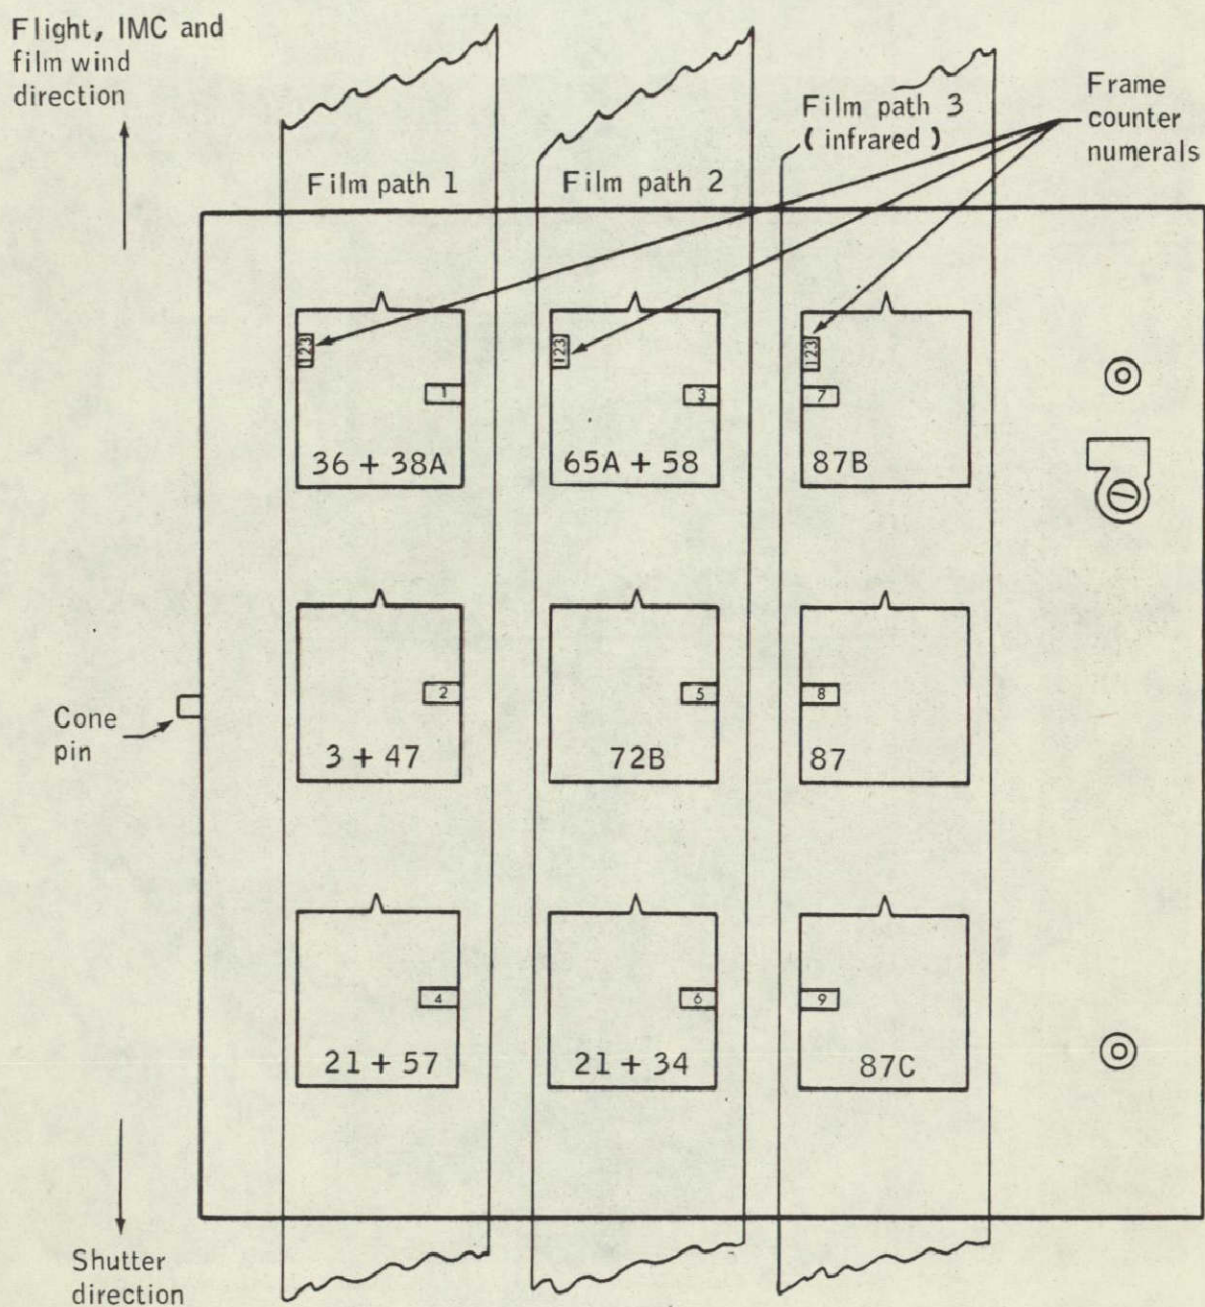 Flight, IMC and
film wind
direction
Film path 1
Film path 2
Film path 3
( infrared )
Frame
counter
numerals
123
1
36 + 38A
123
3
65A + 58
123
7
87B
2
3 + 47
5
72B
8
87
Cone
pin
4
21 + 57
6
21 + 34
9
87C
Shutter
direction